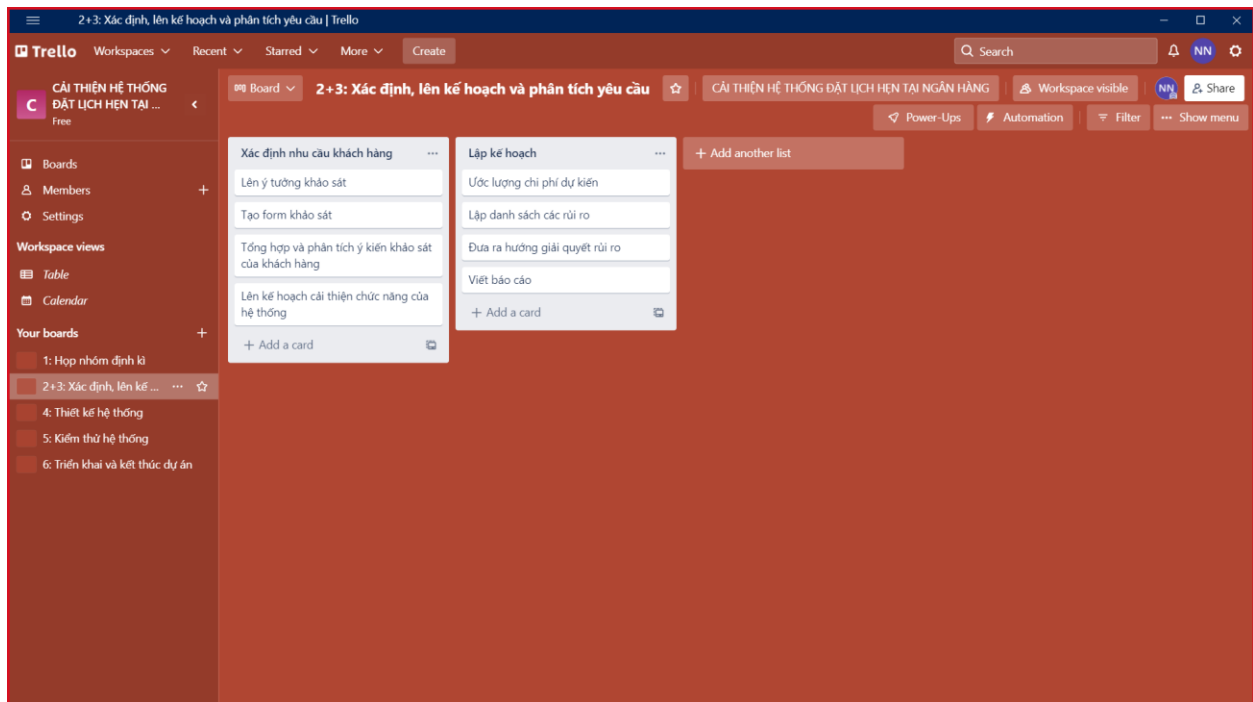 2+3: Xác định, lên kế hoạch và phân tích yêu cầu | Trello
Trello Workspaces Recent Starred More Create Search NN
C
CẢI THIỆN HỆ THỐNG
ĐẶT LỊCH HẸN TẠI ...
Free
Board 2+3: Xác định, lên kế hoạch và phân tích yêu cầu CẢI THIỆN HỆ THỐNG ĐẶT LỊCH HẸN TẠI NGÂN HÀNG Workspace visible NN Share
Power-Ups Automation Filter ... Show menu
Boards
Members +
Settings
Workspace views
Table
Calendar
Your boards +
1: Họp nhóm định kì
2+3: Xác định, lên kế ... ...
4: Thiết kế hệ thống
5: Kiểm thử hệ thống
6: Triển khai và kết thúc dự án
Xác định nhu cầu khách hàng ...
Lên ý tưởng khảo sát
Tạo form khảo sát
Tổng hợp và phân tích ý kiến khảo sát
của khách hàng
Lên kế hoạch cải thiện chức năng của
hệ thống
+ Add a card
Lập kế hoạch ...
Ước lượng chi phí dự kiến
Lập danh sách các rủi ro
Đưa ra hướng giải quyết rủi ro
Viết báo cáo
+ Add a card
+ Add another list